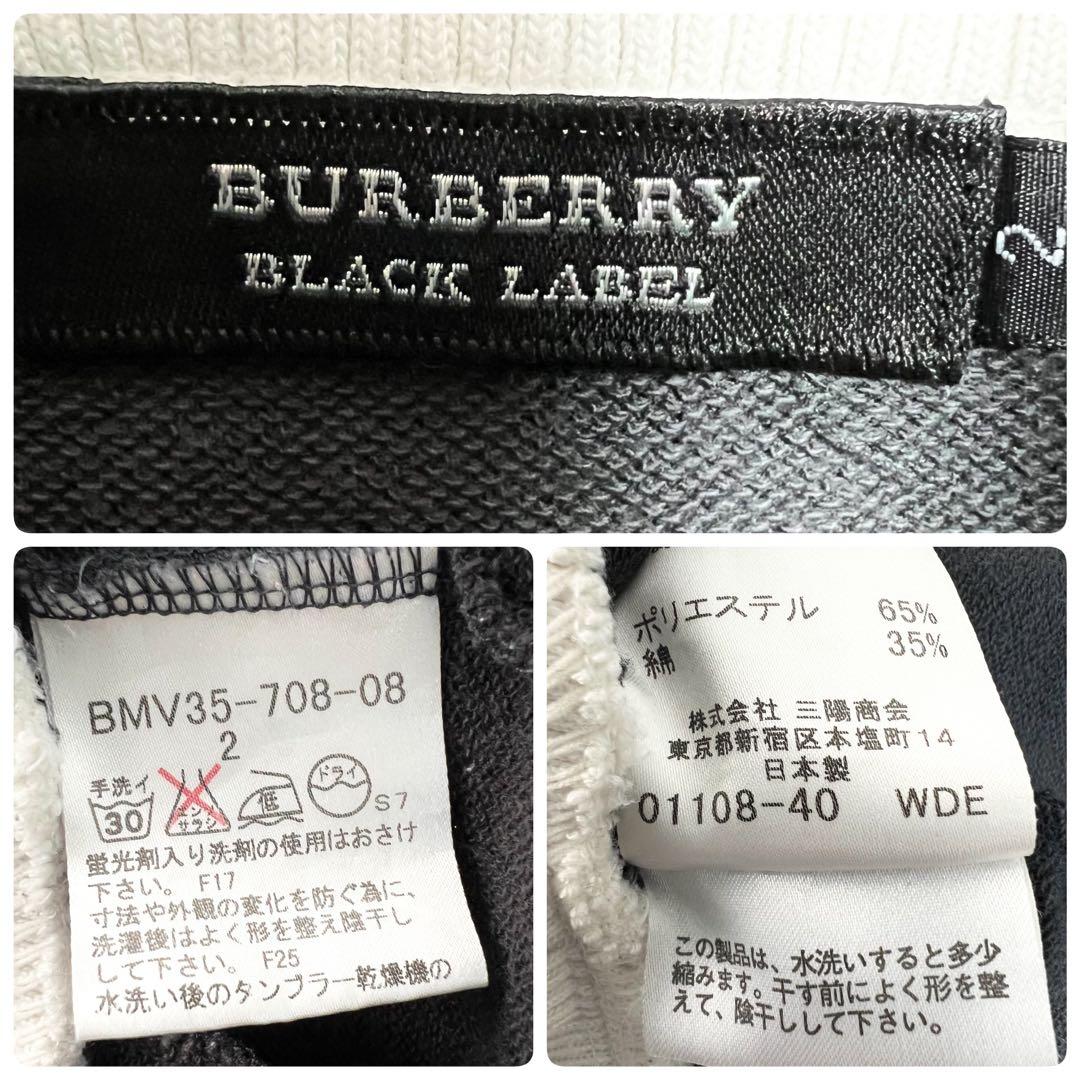 BURBERRY
BLACK LABEL
2
BMV35-708-08
2
手洗イ
30
エンソ
サラシ
低
ドライ
S7
蛍光剤入り洗剤の使用はおさけ
下さい。 F17
寸法や外観の変化を防ぐ為に、
洗濯後はよく形を整え陰干し
して下さい。 F25
水洗い後のタンブラー乾燥機の
ポリエステル 65%
綿 35%
株式会社 三陽商会
東京都新宿区本塩町14
日本製
01108-40 WDE
この製品は、水洗いすると多少
縮みます。干す前によく形を整
えて、陰干しして下さい。